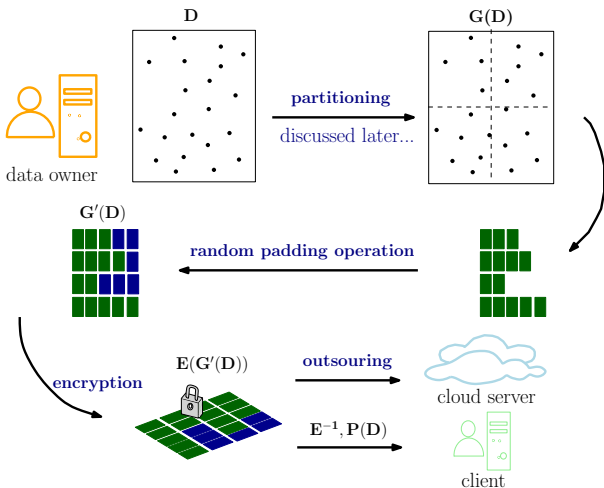 D
G(D)
partitioning
discussed later...
data owner
G′(D)
random padding operation
E(G′(D))
outsouring
encryption
cloud server
E⁻¹, P(D)
client